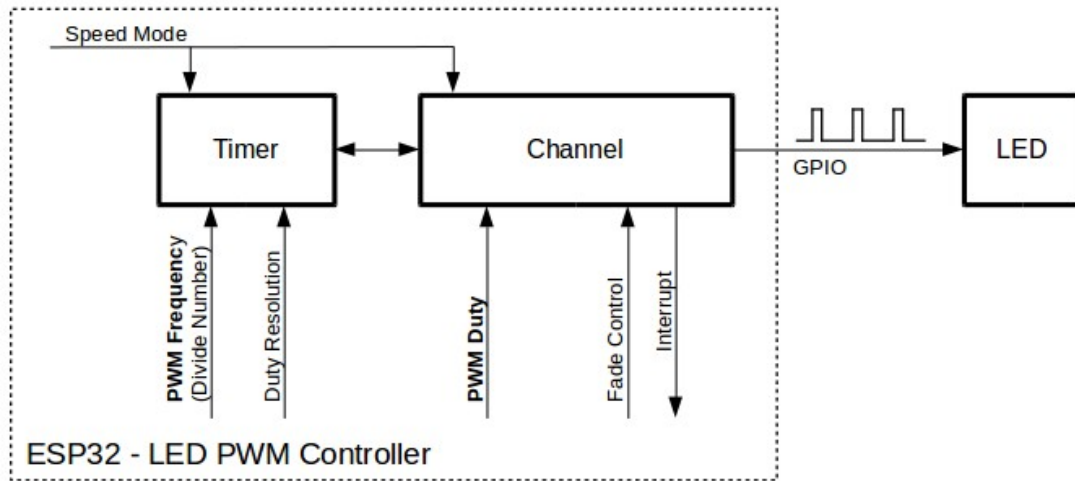 Speed Mode
Timer
Channel
GPIO
LED
PWM Frequency
(Divide Number)
Duty Resolution
PWM Duty
Fade Control
Interrupt
ESP32 - LED PWM Controller